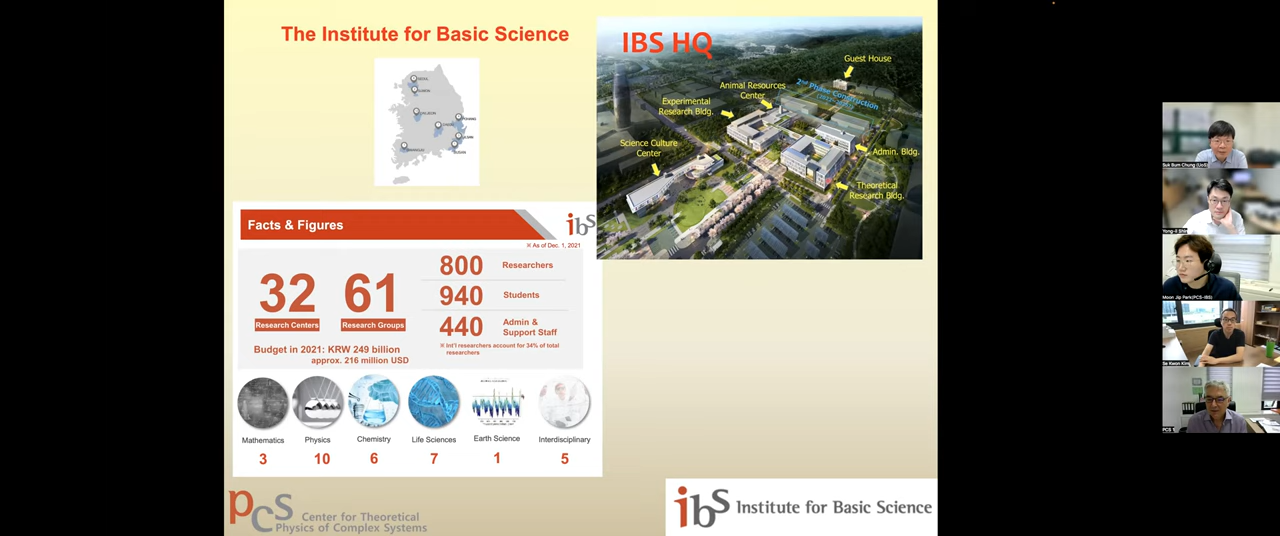 The Institute for Basic Science
IBS HQ
Guest House
2nd Phase Construction
Animal Resources
Center
Experimental
Research Bldg.
Science Culture
Center
Admin. Bldg.
Theoretical
Research Bldg.
Facts & Figures
ibs
※ As of Dec. 1, 2021
32
Research Centers
61
Research Groups
800 Researchers
940 Students
440 Admin &
Support Staff
※ Int'l researchers account for 34% of total
researchers
Budget in 2021: KRW 249 billion
approx. 216 million USD
Mathematics
Physics
Chemistry
Life Sciences
Earth Science
Interdisciplinary
3
10
6
7
1
5
pcs Center for Theoretical
Physics of Complex Systems
ibs Institute for Basic Science
Suk Bum Chung (UoS)
Yong-il Shin
Moon Jip Park(PCS-IBS)
Tae Kwon Kim
PCS 1